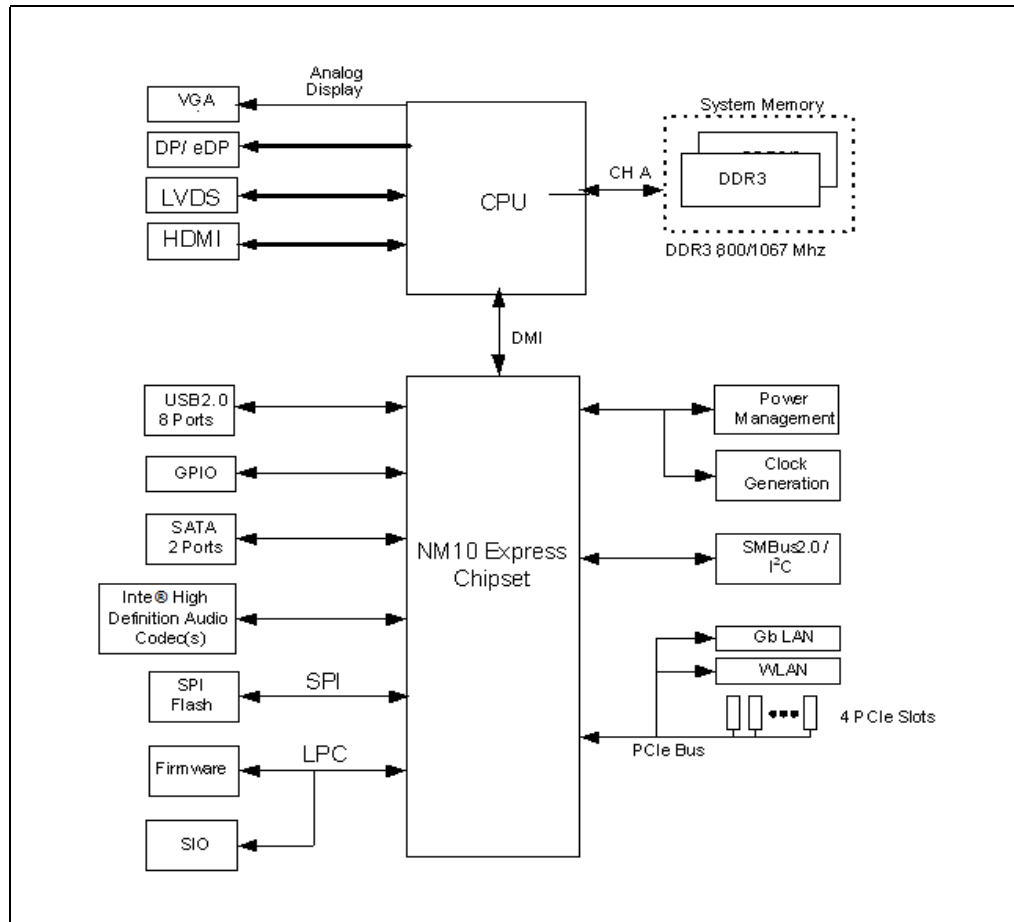 Analog
Display
VGA
DP/ eDP
LVDS
HDMI
CPU
CH A
System Memory
DDR3
DDR3 800/1067 Mhz
DMI
USB2.0
8 Ports
GPIO
SATA
2 Ports
Inte® High
Definition Audio
Codec(s)
SPI
Flash
SPI
Firmware
LPC
SIO
NM10 Express
Chipset
Power
Management
Clock
Generation
SMBus2.0 /
I²C
Gb LAN
WLAN
4 PCIe Slots
PCIe Bus